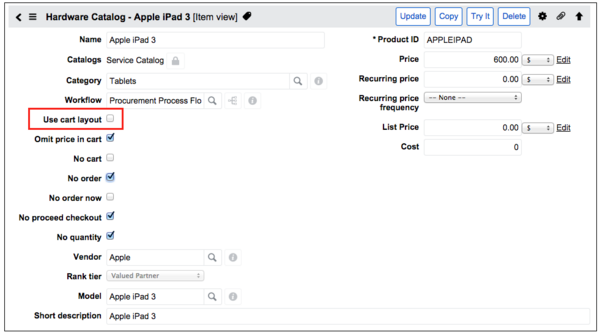 Hardware Catalog - Apple iPad 3 [Item view] Update Copy Try It Delete
Name Apple iPad 3 * Product ID APPLEIPAD
Catalogs Service Catalog Price 600.00 $ Edit
Category Tablets Recurring price 0.00 $ Edit
Workflow Procurement Process Flo Recurring price frequency -- None --
Use cart layout
List Price 0.00 $ Edit
Omit price in cart
Cost 0
No cart
No order
No order now
No proceed checkout
No quantity
Vendor Apple
Rank tier Valued Partner
Model Apple iPad 3
Short description Apple iPad 3